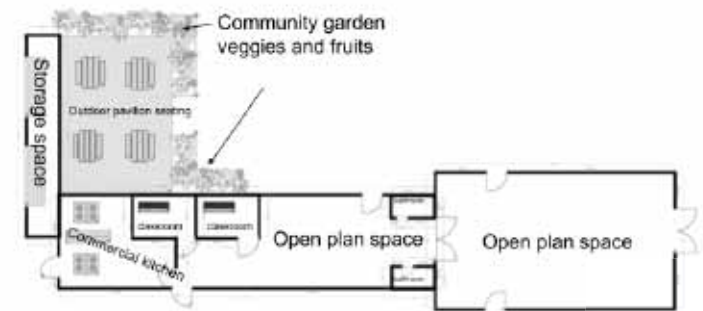 Community garden
veggies and fruits
Storage space
Outdoor pavilion seating
classroom
classroom
Commercial kitchen
Open plan space
Open plan space